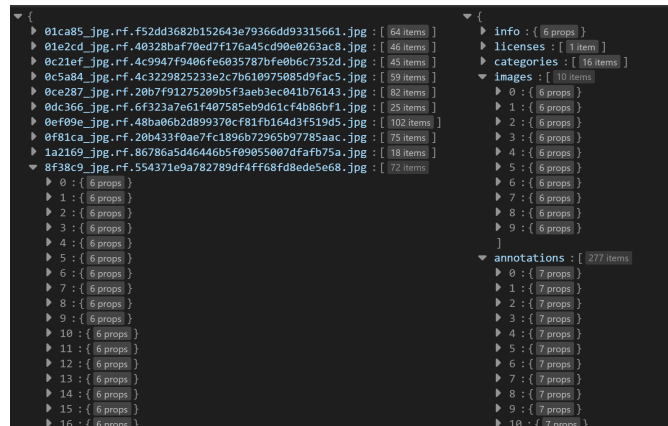 {
01ca85_jpg.rf.f52dd3682b152643e79366dd93315661.jpg : [ 64 items ]
01e2cd_jpg.rf.40328baf70ed7f176a45cd90e0263ac8.jpg : [ 46 items ]
0c21ef_jpg.rf.4c9947f9406fe6035787bfe0b6c7352d.jpg : [ 45 items ]
0c5a84_jpg.rf.4c3229825233e2c7b610975085d9fac5.jpg : [ 59 items ]
0ce287_jpg.rf.20b7f91275209b5f3aeb3ec041b76143.jpg : [ 82 items ]
0dc366_jpg.rf.6f323a7e61f407585eb9d61cf4b86bf1.jpg : [ 25 items ]
0ef09e_jpg.rf.48ba06b2d899370cf81fb164d3f519d5.jpg : [ 102 items ]
0f81ca_jpg.rf.20b433f0ae7fc1896b72965b97785aac.jpg : [ 75 items ]
1a2169_jpg.rf.86786a5d46446b5f09055007dfafb75a.jpg : [ 18 items ]
8f38c9_jpg.rf.554371e9a782789df4ff68fd8ede5e68.jpg : [ 72 items
0 : { 6 props }
1 : { 6 props }
2 : { 6 props }
3 : { 6 props }
4 : { 6 props }
5 : { 6 props }
6 : { 6 props }
7 : { 6 props }
8 : { 6 props }
9 : { 6 props }
10 : { 6 props }
11 : { 6 props }
12 : { 6 props }
13 : { 6 props }
14 : { 6 props }
15 : { 6 props }
16 : { 6 props }
{
info : { 6 props }
licenses : [ 1 item ]
categories : [ 16 items ]
images : [ 10 items
0 : { 6 props }
1 : { 6 props }
2 : { 6 props }
3 : { 6 props }
4 : { 6 props }
5 : { 6 props }
6 : { 6 props }
7 : { 6 props }
8 : { 6 props }
9 : { 6 props }
]
annotations : [ 277 items
0 : { 7 props }
1 : { 7 props }
2 : { 7 props }
3 : { 7 props }
4 : { 7 props }
5 : { 7 props }
6 : { 7 props }
7 : { 7 props }
8 : { 7 props }
9 : { 7 props }
10 : { 7 props }